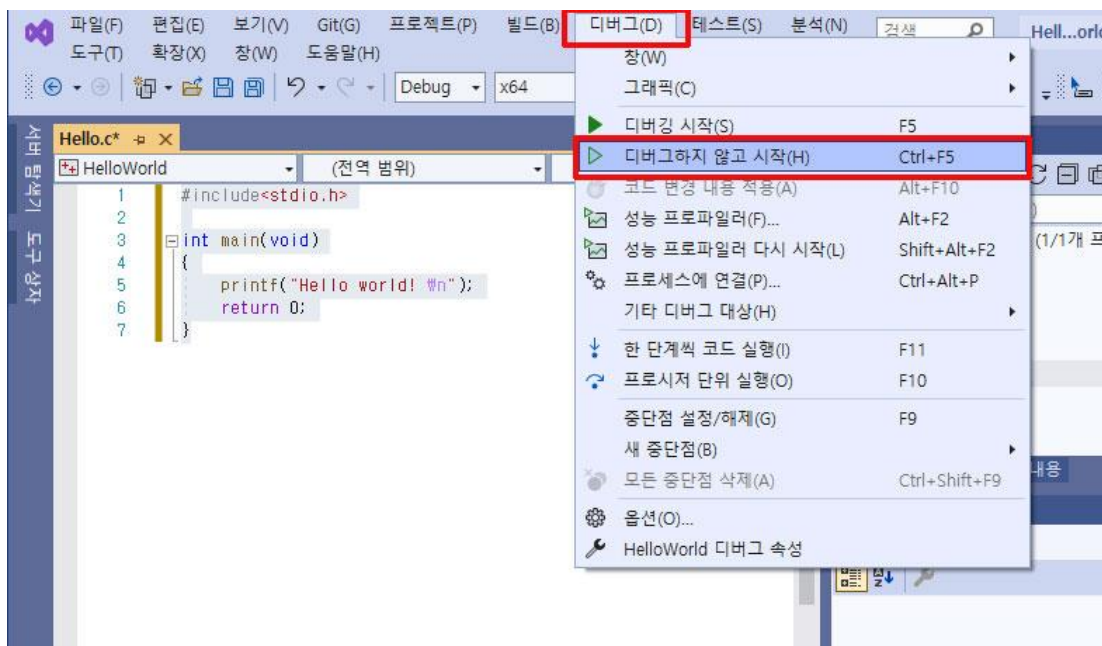 파일(F) 편집(E) 보기(V) Git(G) 프로젝트(P) 빌드(B) 디버그(D) 테스트(S) 분석(N) 검색 Hell...orld
도구(T) 확장(X) 창(W) 도움말(H)
Debug x64
서버 탐색기
도구 상자
Hello.c*
HelloWorld (전역 범위)
1 #include<stdio.h>
2
3 int main(void)
4 {
5 printf("Hello world! ₩n");
6 return 0;
7 }
창(W)
그래픽(C)
디버깅 시작(S) F5
디버그하지 않고 시작(H) Ctrl+F5
코드 변경 내용 적용(A) Alt+F10
성능 프로파일러(F)... Alt+F2
성능 프로파일러 다시 시작(L) Shift+Alt+F2
프로세스에 연결(P)... Ctrl+Alt+P
기타 디버그 대상(H)
한 단계씩 코드 실행(I) F11
프로시저 단위 실행(O) F10
중단점 설정/해제(G) F9
새 중단점(B)
모든 중단점 삭제(A) Ctrl+Shift+F9
옵션(O)...
HelloWorld 디버그 속성
(1/1개 프
내용